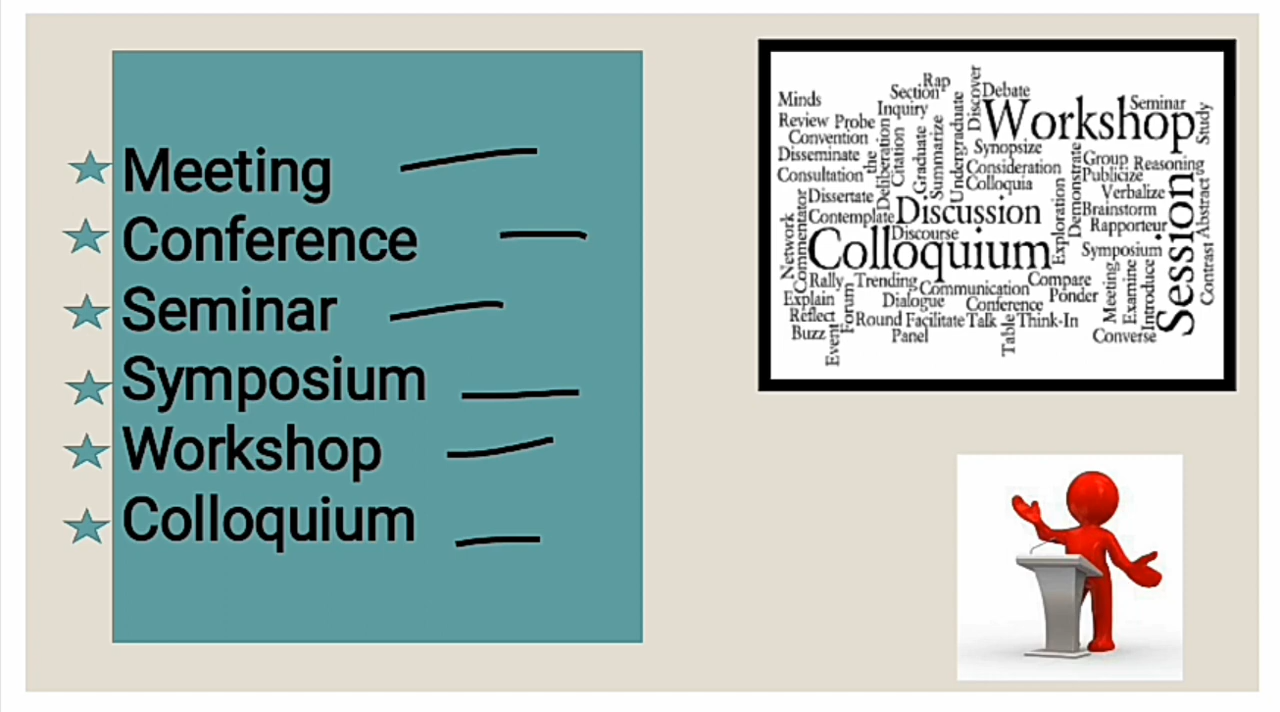 Meeting
Conference
Seminar
Symposium
Workshop
Colloquium
Minds
Section
Rap
Discover
Debate
Workshop
Seminar
Study
Review
Probe
Inquiry
Convention
Deliberation
Citation
Graduate
Summarize
Undergraduate
Synopsize
Disseminate
the
Consideration
Demonstrate
Group
Reasoning
Consultation
Colloquia
Publicize
Dissertate
Verbalize
Contemplate
Discussion
Exploration
Brainstorm
Session
Abstract
Network
Commentator
Discourse
Rapporteur
Colloquium
Symposium
Contrast
Rally
Trending
Communication
Compare
Meeting
Examine
Introduce
Explain
Forum
Dialogue
Conference
Ponder
Reflect
Round
Facilitate
Talk
Table
Think-In
Buzz
Event
Panel
Converse